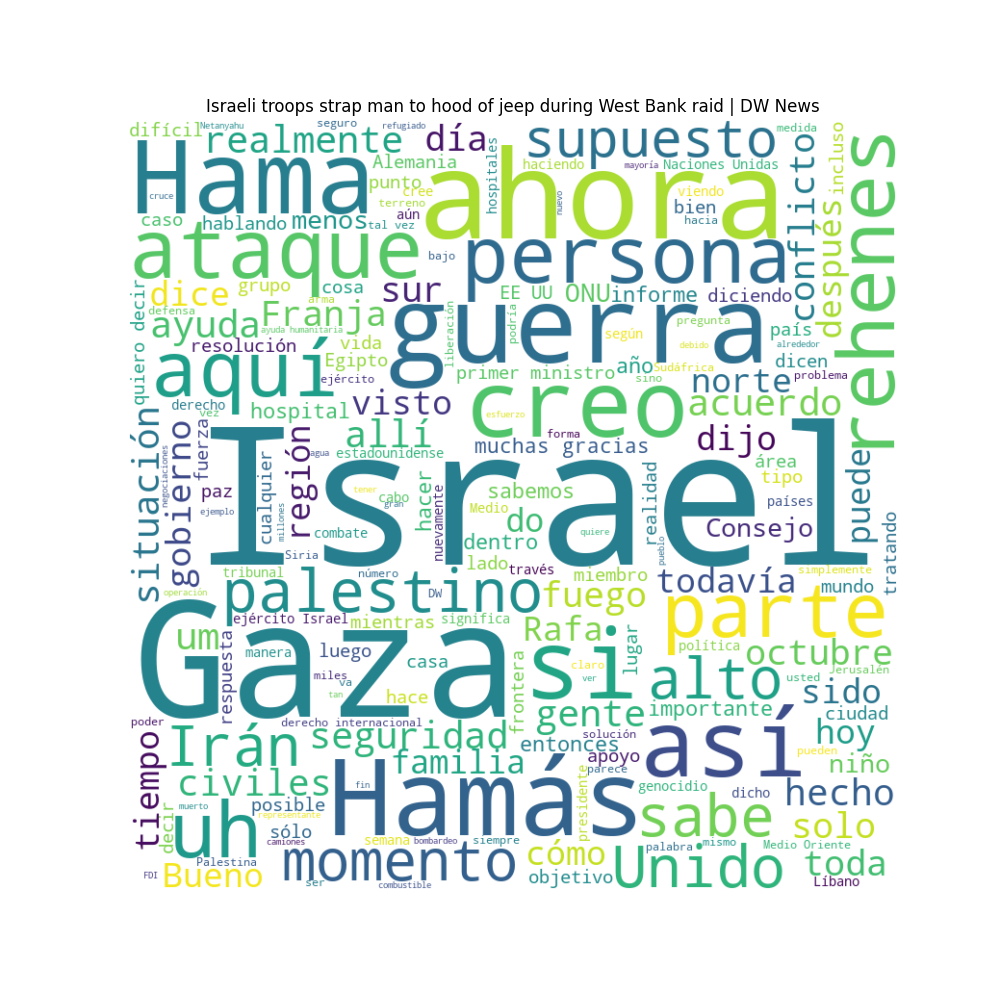 Israeli troops strap man to hood of jeep during West Bank raid | DW News
difícil
Netanyahu
seguro
refugiado
realmente
día
supuesto
medida
incluso
Hama
Alemania
hospitales
haciendo
mayoría
Naciones Unidas
ahora
punto
cree
terreno
cruce
nuevo
viendo
conflicto
rehenes
caso
hablando
menos
aún
tal vez
bien
hacia
después
ataque
bajo
persona
dice
grupo
cosa
sur
EE UU
ONU
informe
diciendo
quiero decir
defensa
arma
Franja
guerra
ayuda
ayuda humanitaria
vida
liberación
podría
según
pregunta
país
resolución
Egipto
debido
alrededor
aquí
ejército
primer ministro
año
Sudáfrica
dicen
sino
norte
problema
derecho
vez
hospital
visto
creo
esfuerzo
acuerdo
situación
gobierno
fuerza
allí
forma
muchas gracias
dijo
región
agua
estadounidense
Israel
pueder
negociaciones
paz
cualquier
tener
hacer
sabemos
realidad
área
tipo
ejemplo
millones
cabo
gran
Medio
países
combate
nuevamente
do
quiere
Consejo
Siria
dentro
pueblo
tratando
tribunal
número
lado
través
miembro
todavía
simplemente
mundo
operación
palestino
DW
fuego
parte
Gaza
ejército Israel
mientras
significa
Rafa
um
respuesta
manera
luego
casa
si
lugar
política
octubre
Jerusalén
miles
va
claro
ver
alto
usted
tan
hace
frontera
sido
poder
derecho internacional
gente
importante
ciudad
tiempo
Irán
seguridad
entonces
solución
así
hoy
pueden
civiles
familia
apoyo
parece
niño
fin
Hamás
genocidio
dicho
hecho
decir
muerto
uh
posible
representante
presidente
sabe
solo
sólo
camiones
semana
bombardeo
siempre
palabra
mismo
Medio Oriente
FDI
Palestina
Bueno
momento
cómo
Unido
toda
ser
combustible
objetivo
Líbano